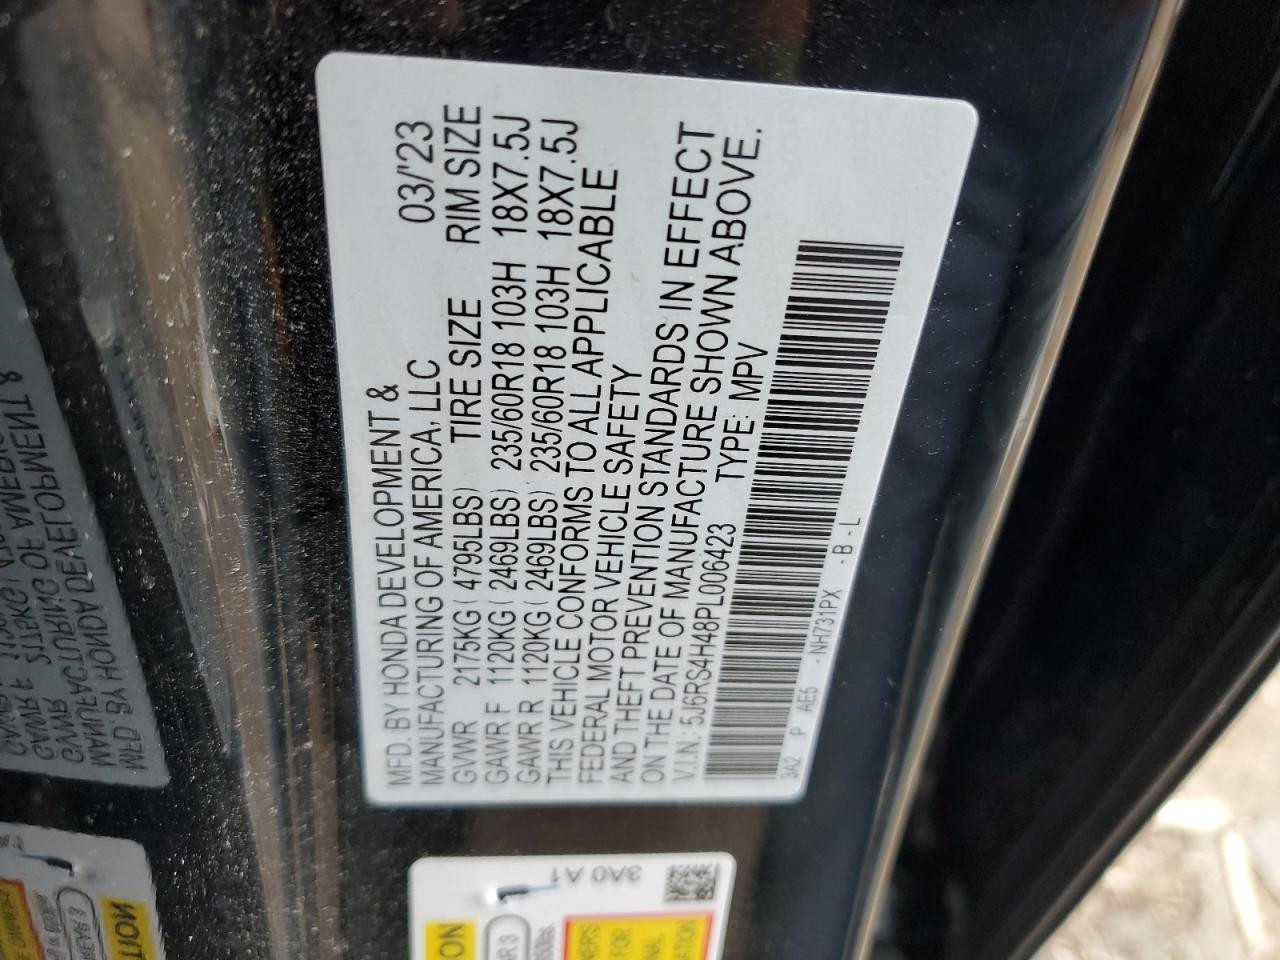 MFD. BY HONDA DEVELOPMENT &
MANUFACTURING OF AMERICA, LLC 03/'23
GVWR 2175KG ( 4795LBS) TIRE SIZE RIM SIZE
GAWR F 1120KG ( 2469LBS) 235/60R18 103H 18X7.5J
GAWR R 1120KG ( 2469LBS) 235/60R18 103H 18X7.5J
THIS VEHICLE CONFORMS TO ALL APPLICABLE
FEDERAL MOTOR VEHICLE SAFETY
AND THEFT PREVENTION STANDARDS IN EFFECT
ON THE DATE OF MANUFACTURE SHOWN ABOVE.
V.I.N.: 5J6RS4H48PL006423 TYPE: MPV
3A2 P AE5 - NH731PX - B - L
3A0 A1
ON